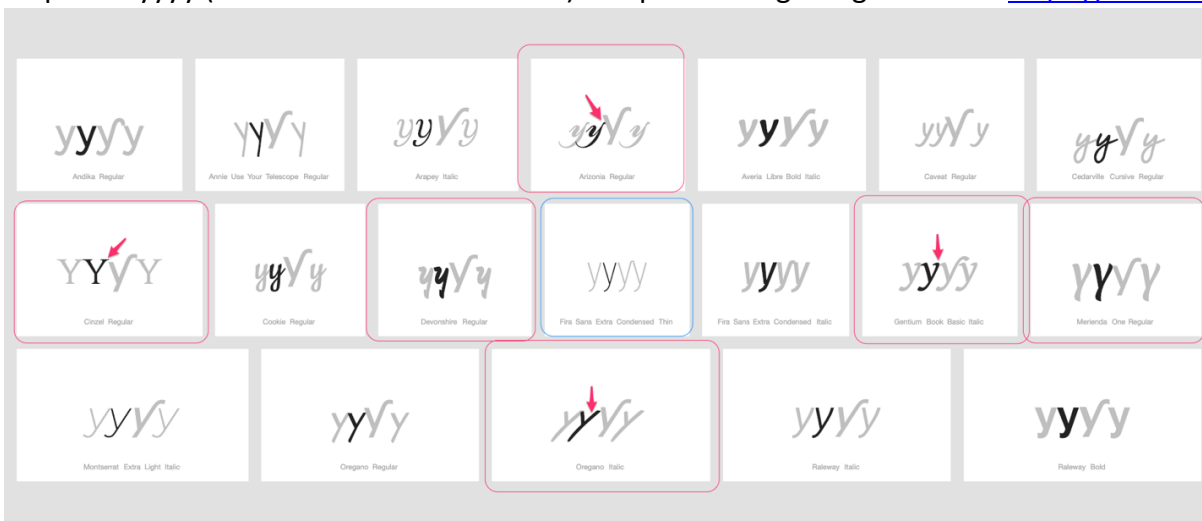 yyyy
yyyy
yyyy
yyyy
yyyy
yyyy
yyyy
Andika Regular
Annie Use Your Telescope Regular
Arapey Italic
Arizonia Regular
Averia Libre Bold Italic
Caveat Regular
Cedarville Cursive Regular
YYyY
yyyy
yyyy
yyyy
yyyy
yyyy
yyyy
Cinzel Regular
Cookie Regular
Devonshire Regular
Fira Sans Extra Condensed Thin
Fira Sans Extra Condensed Italic
Gentium Book Basic Italic
Merienda One Regular
yyyy
yyyy
yyyy
yyyy
yyyy
Montserrat Extra Light Italic
Oregano Regular
Oregano Italic
Raleway Italic
Raleway Bold